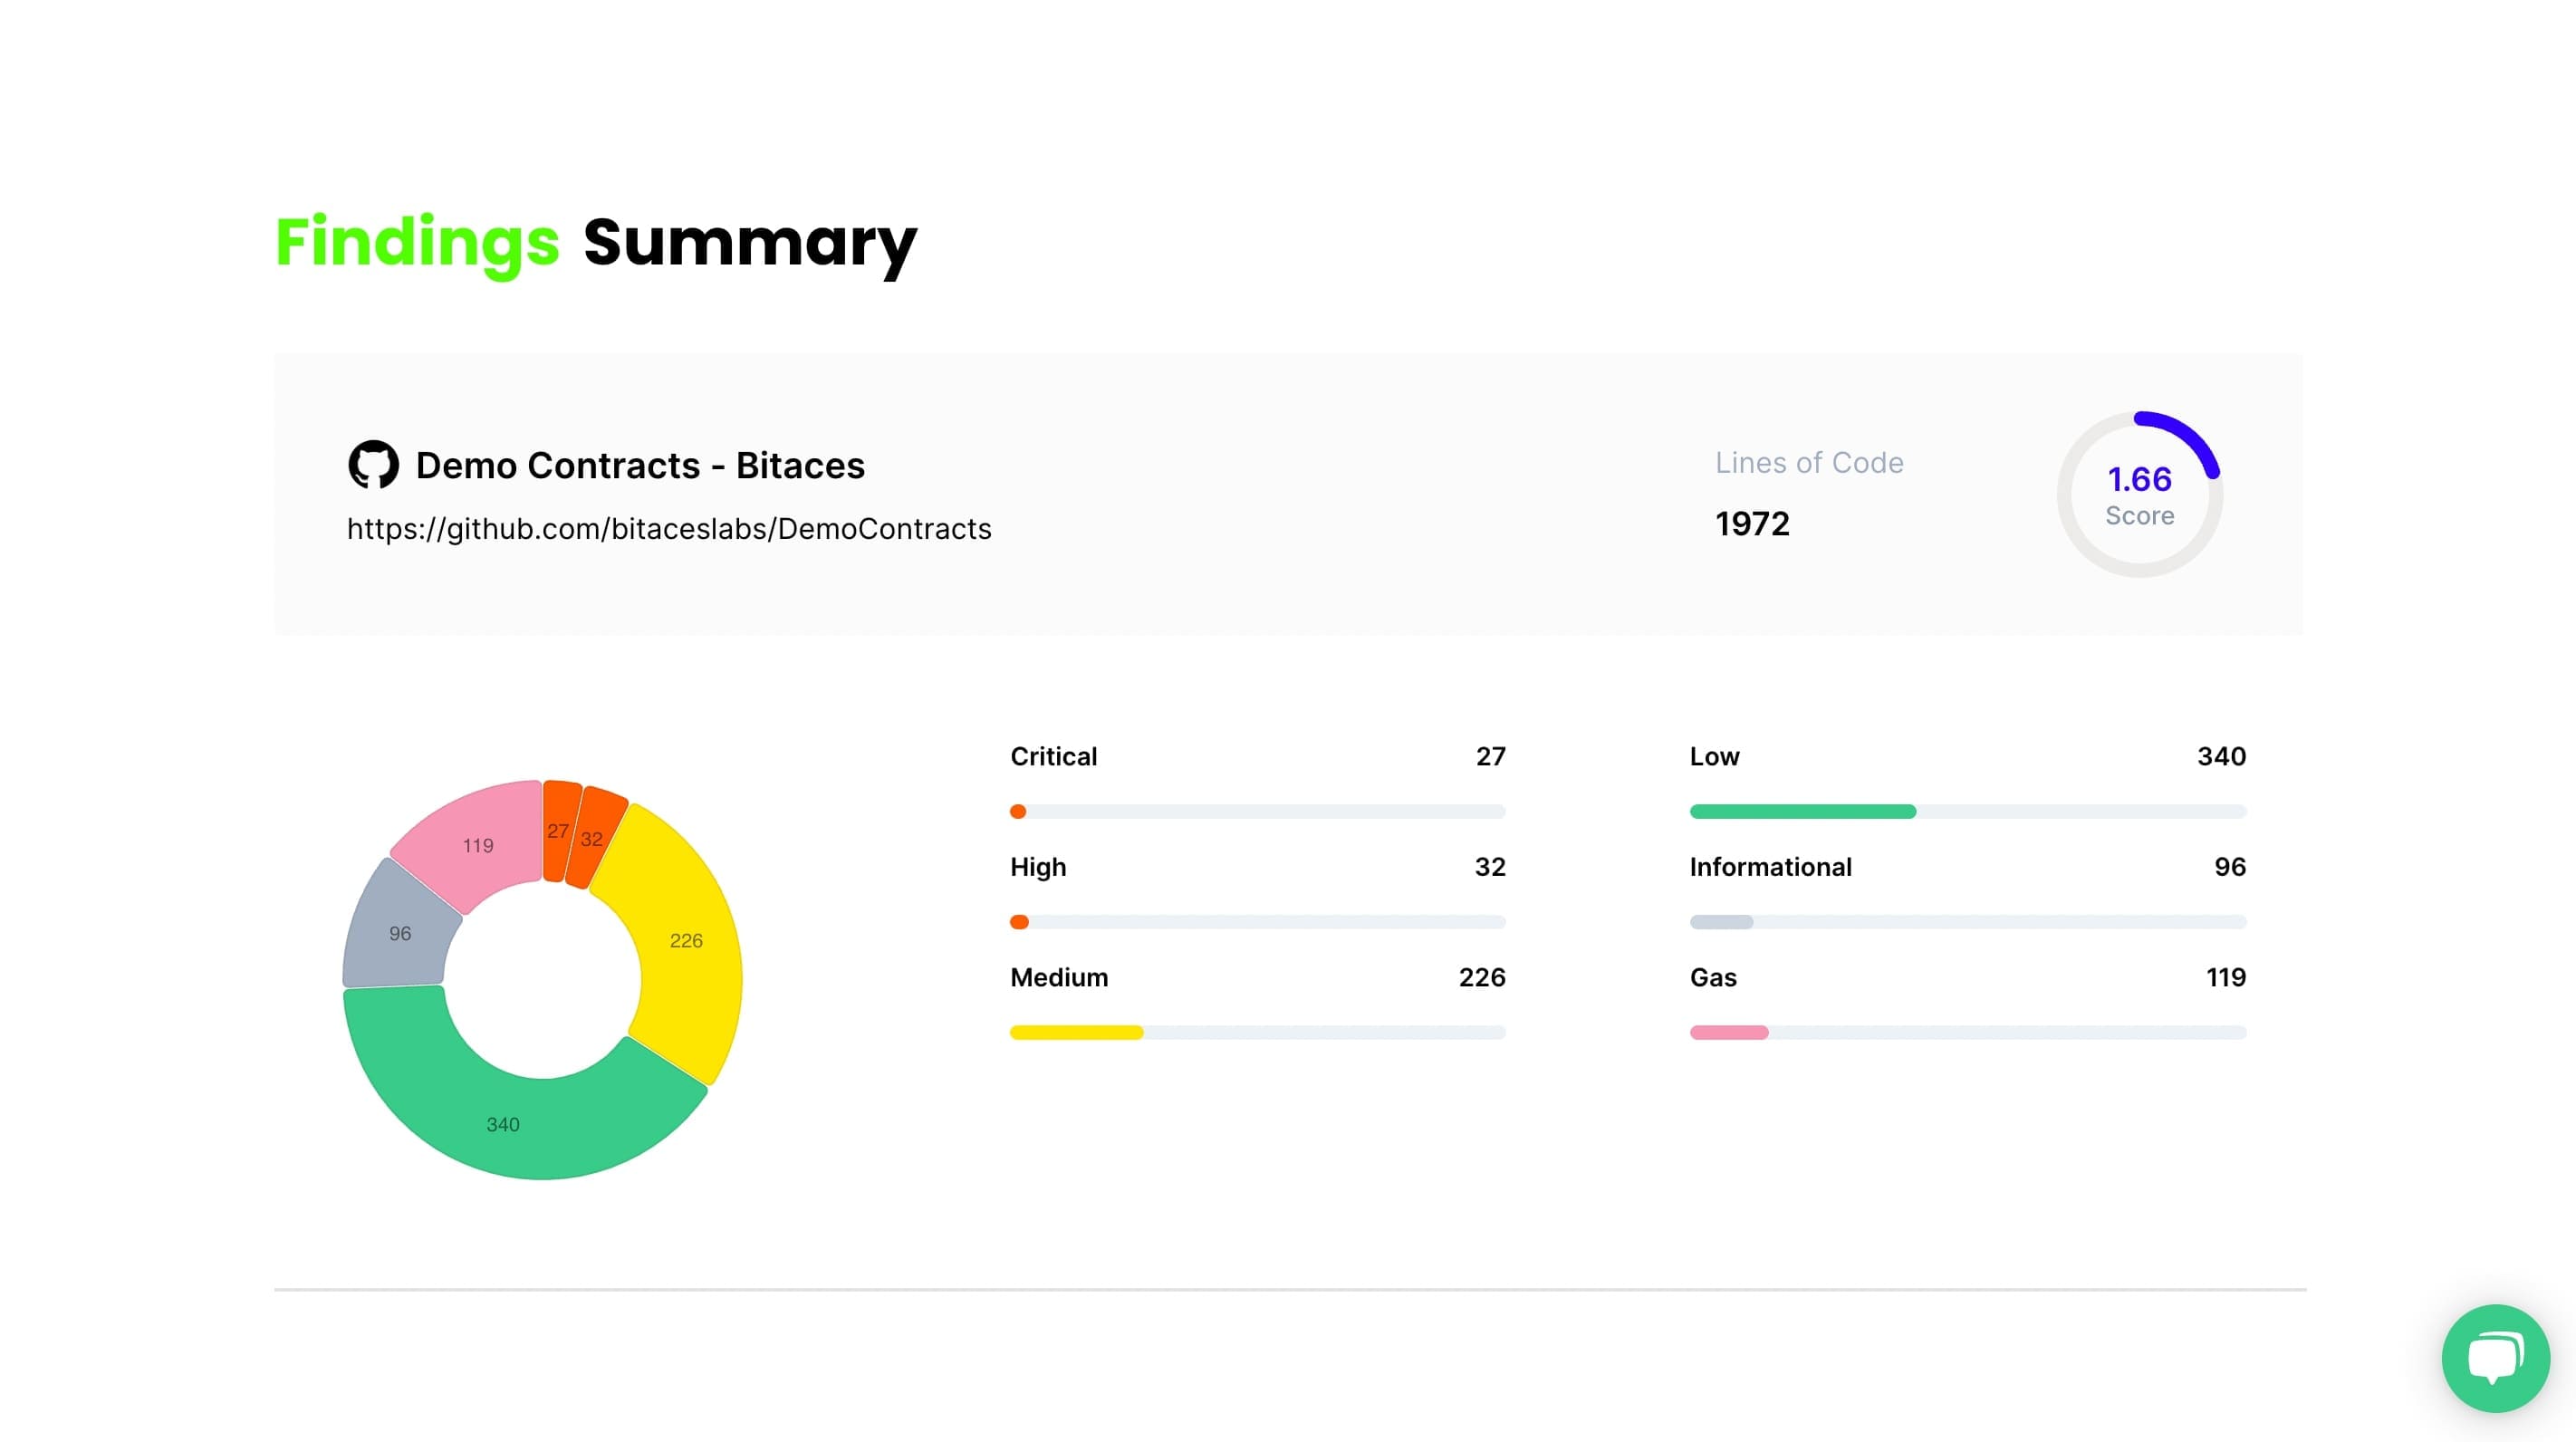 Findings Summary
Demo Contracts - Bitaces
https://github.com/bitaceslabs/DemoContracts
Lines of Code
1972
1.66
Score
27
32
226
340
96
119
Critical 27
High 32
Medium 226
Low 340
Informational 96
Gas 119